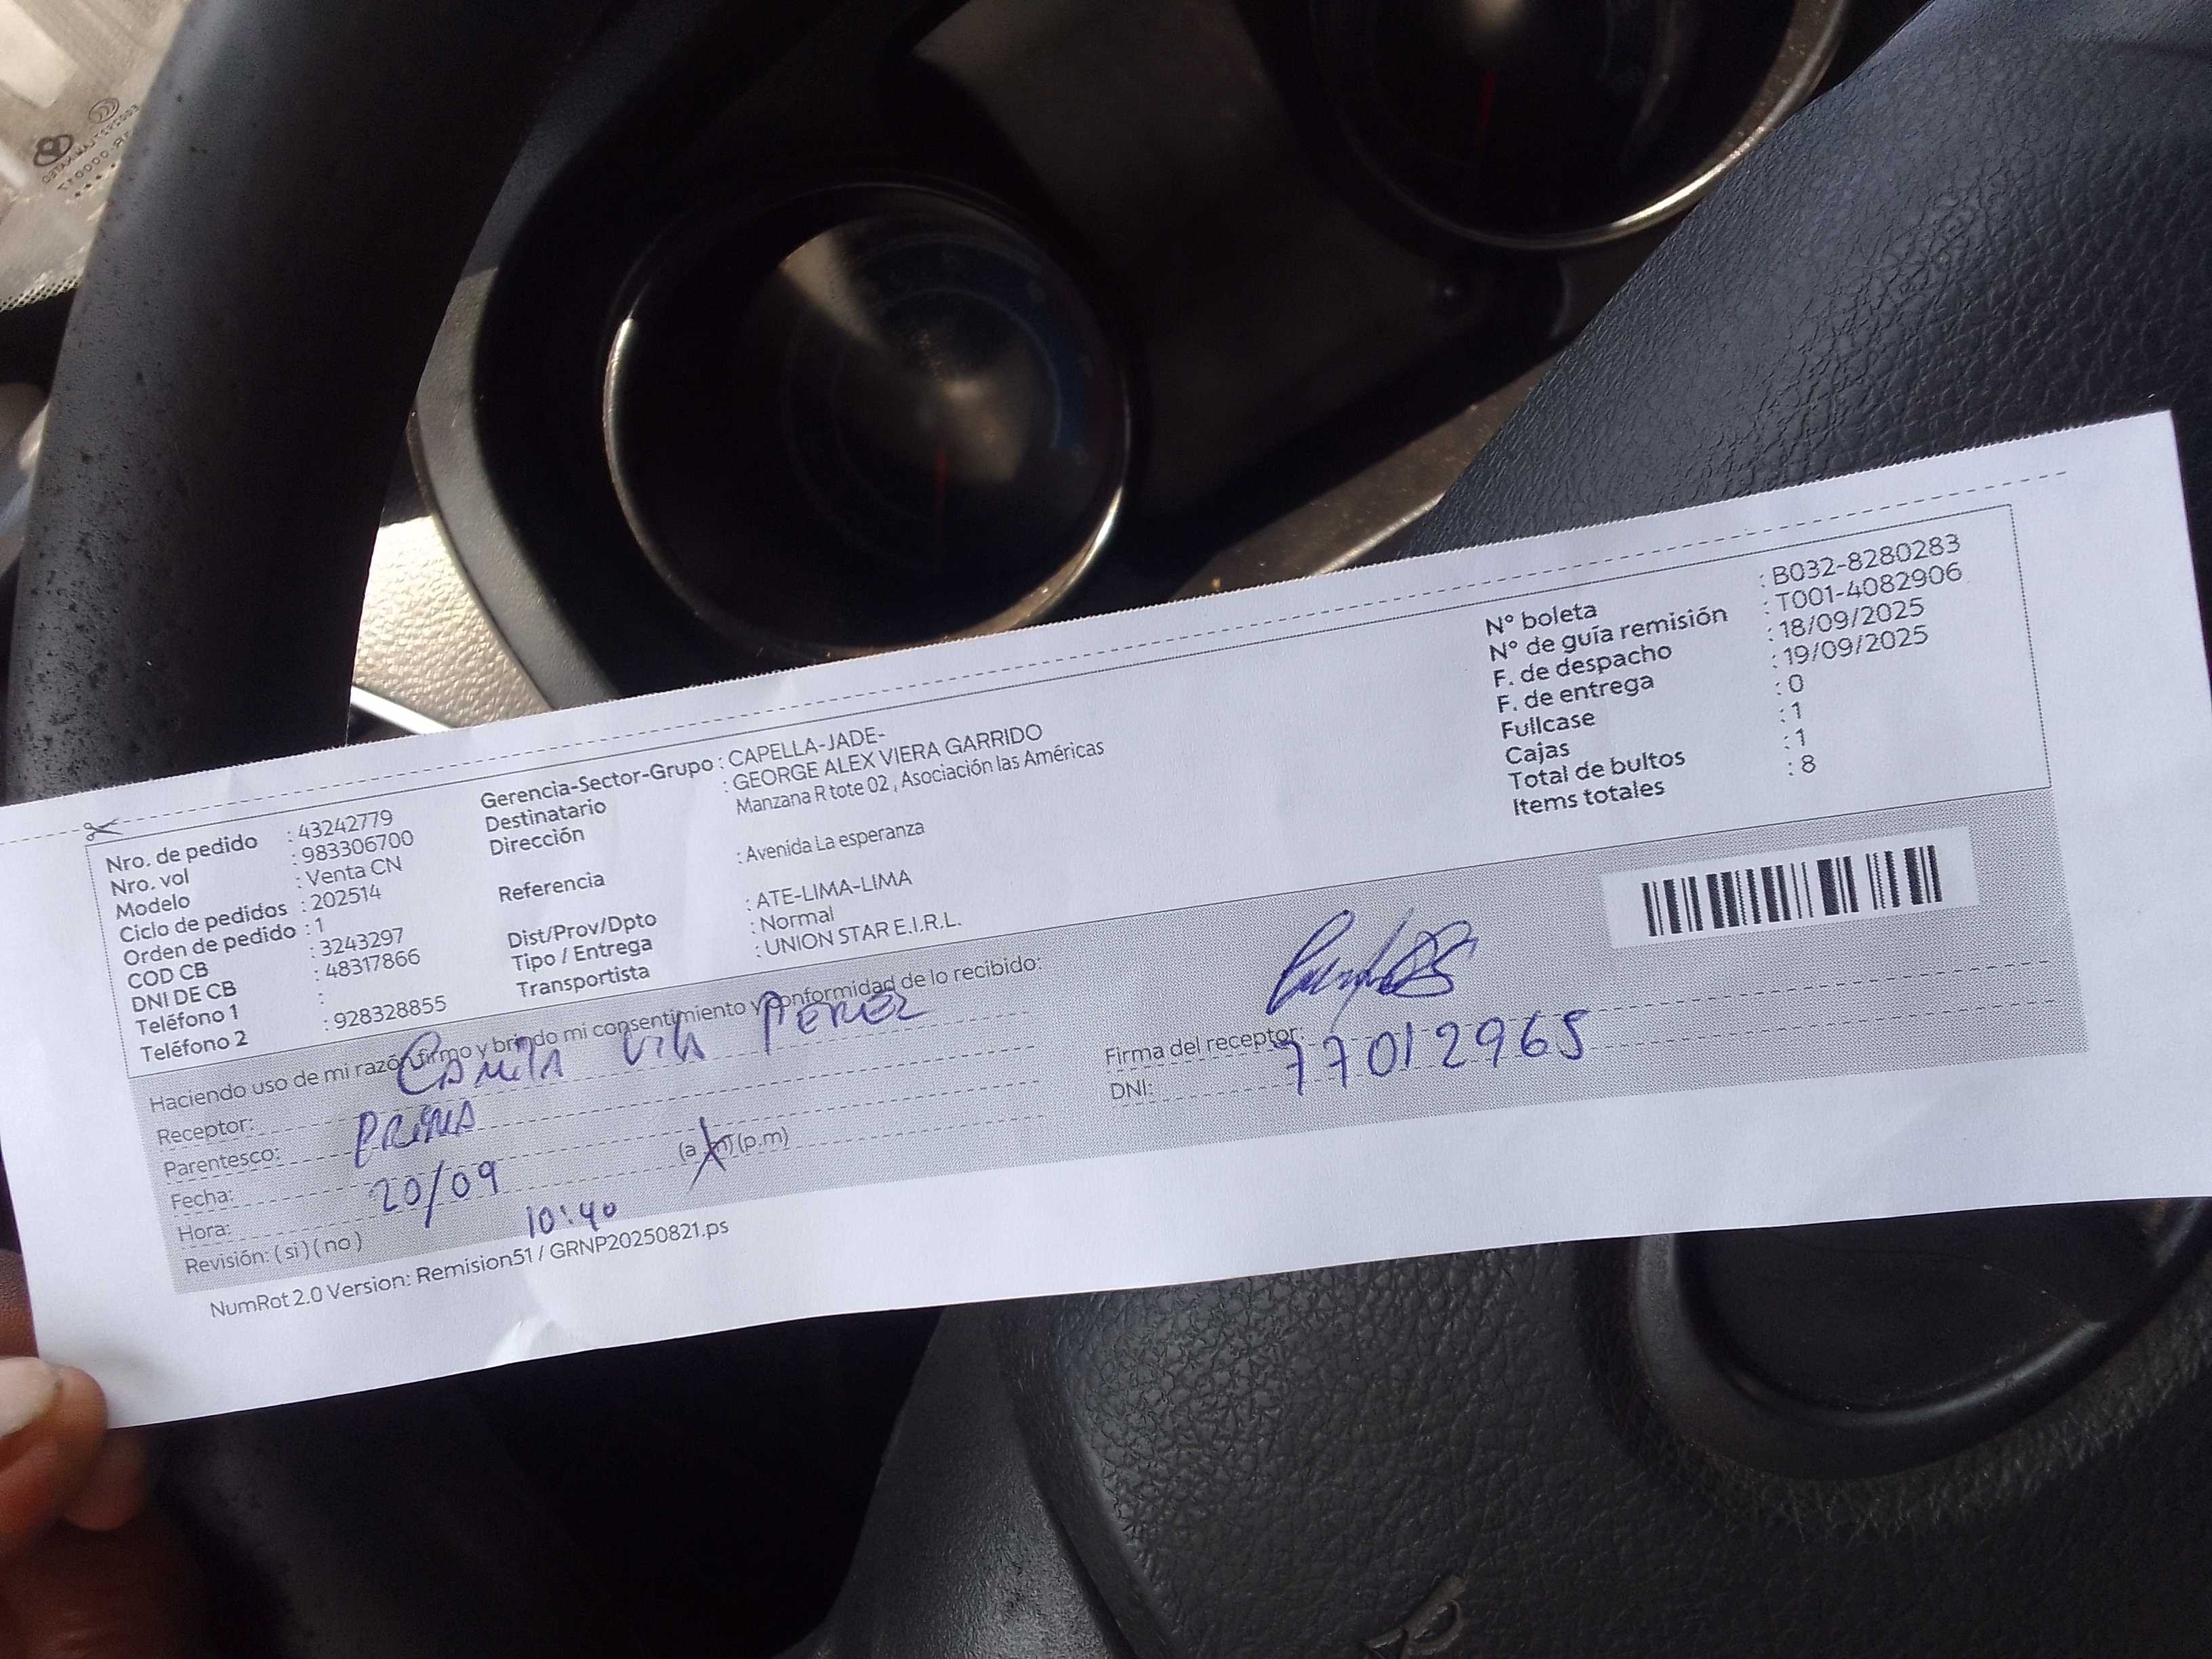 Nro. de pedido : 43242779
Nro. vol : 983306700
Modelo : Venta CN
Ciclo de pedidos : 202514
Orden de pedido : 1
COD CB : 3243297
DNI DE CB : 48317866
Teléfono 1 :
Teléfono 2 : 928328855
Gerencia-Sector-Grupo : CAPELLA-JADE-
Destinatario : GEORGE ALEX VIERA GARRIDO
Dirección Manzana R tote 02 , Asociación las Américas
Referencia : Avenida La esperanza
Dist/Prov/Dpto : ATE-LIMA-LIMA
Tipo / Entrega : Normal
Transportista : UNION STAR E.I.R.L.
N° boleta : B032-8280283
N° de guía remisión : T001-4082906
F. de despacho : 18/09/2025
F. de entrega : 19/09/2025
Fullcase : 0
Cajas : 1
Total de bultos : 1
Items totales : 8
Haciendo uso de mi razón firmo y brindo mi consentimiento y conformidad de lo recibido:
Receptor: CAMILA Vila PEREZ
Parentesco: PRIMA
Fecha: 20/09
Hora: 10:40 (a m) (p.m)
Revisión: ( si ) ( no )
Firma del receptor:
DNI: 77012965
NumRot 2.0 Version: Remision51 / GRNP20250821.ps